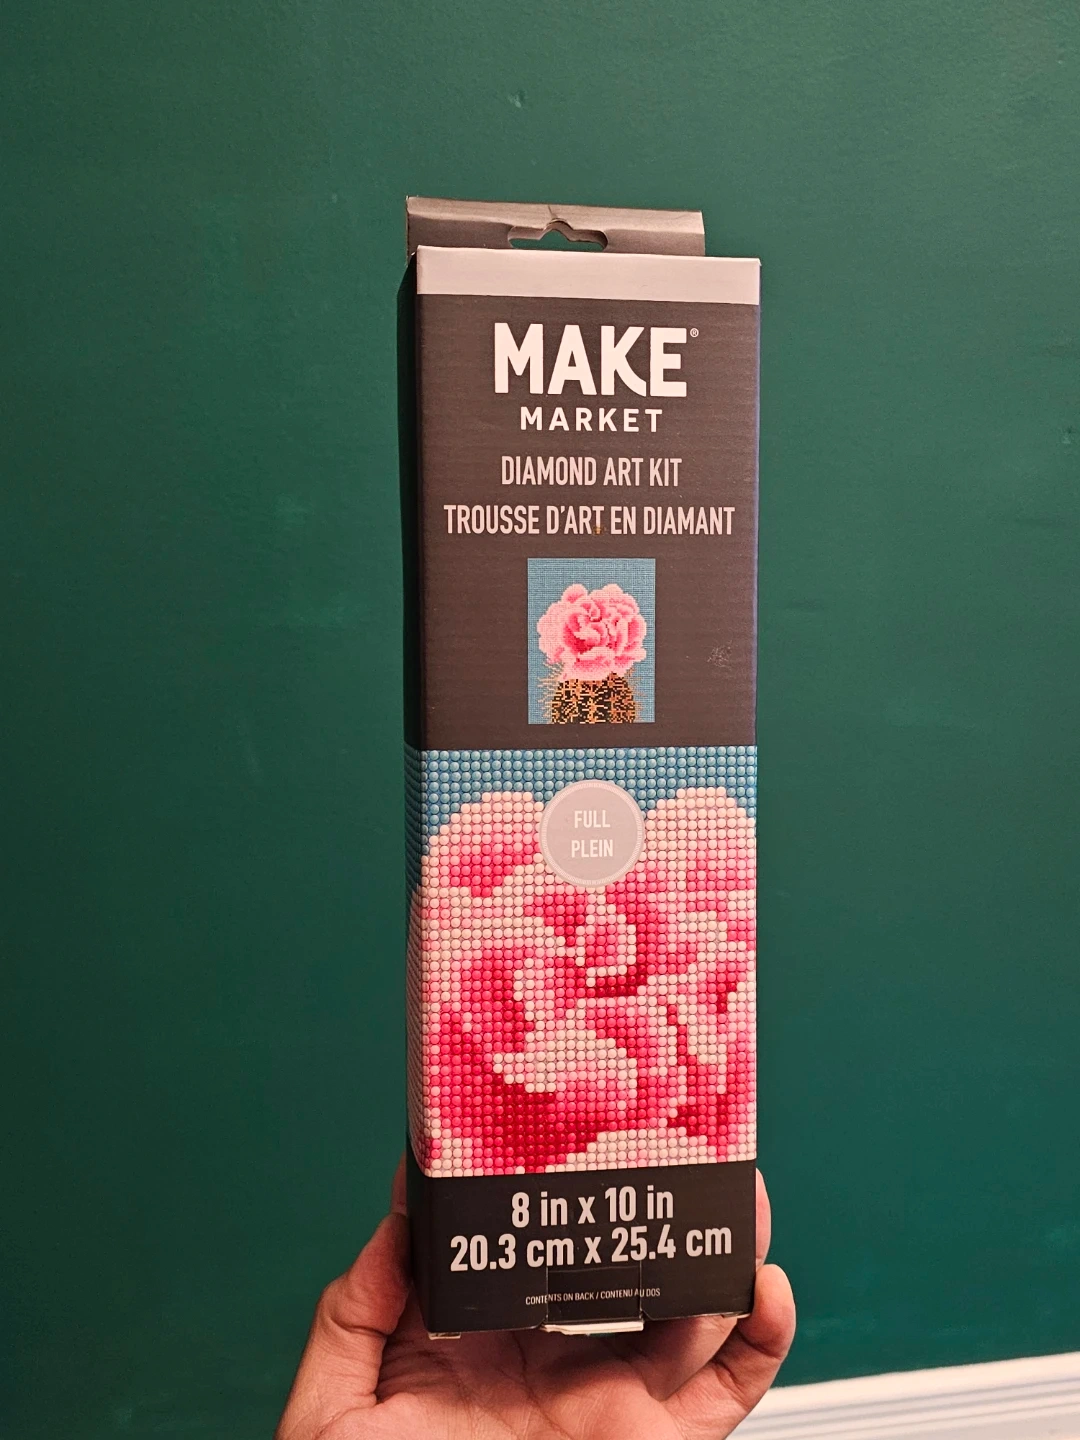 MAKE®
MARKET
DIAMOND ART KIT
TROUSSE D'ART EN DIAMANT
FULL
PLEIN
8 in x 10 in
20.3 cm x 25.4 cm
CONTENTS ON BACK / CONTENU AU DOS